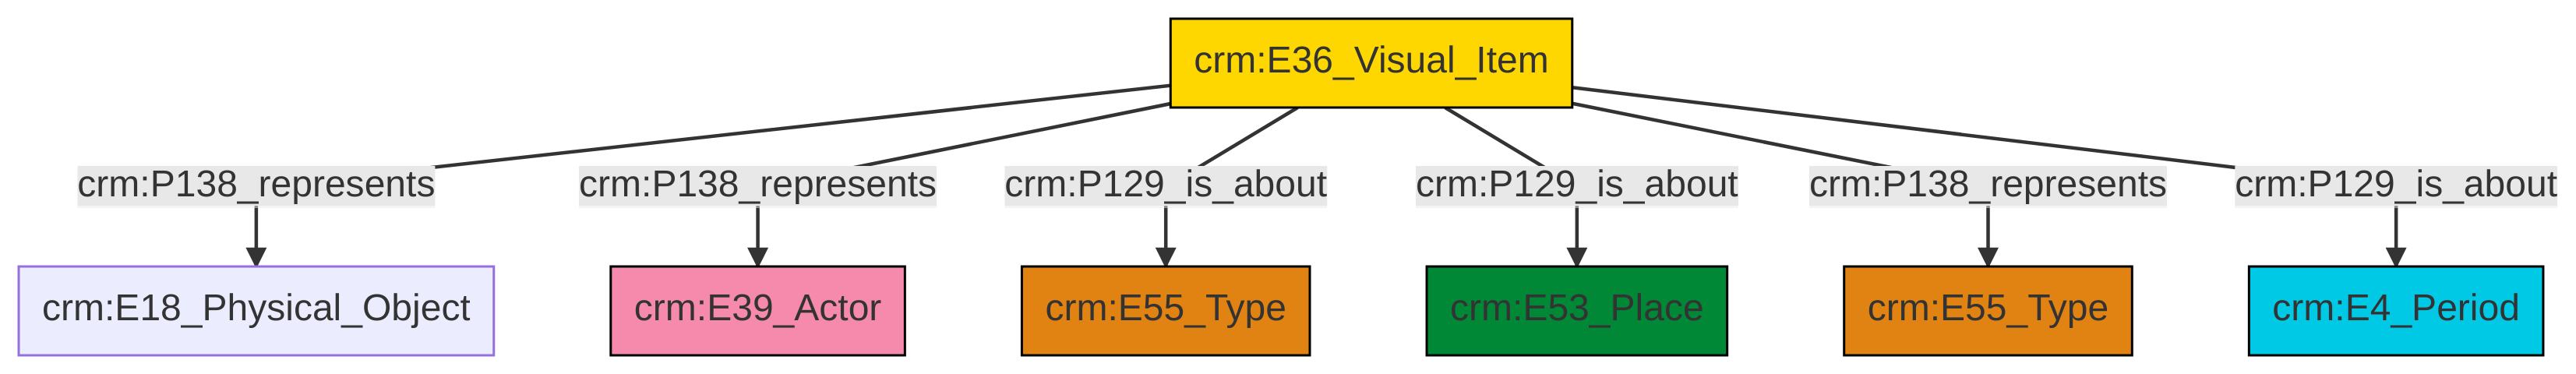 crm:E36_Visual_Item
crm:P138_represents
crm:P138_represents
crm:P129_is_about
crm:P129_is_about
crm:P138_represents
crm:P129_is_about
crm:E18_Physical_Object
crm:E39_Actor
crm:E55_Type
crm:E53_Place
crm:E55_Type
crm:E4_Period